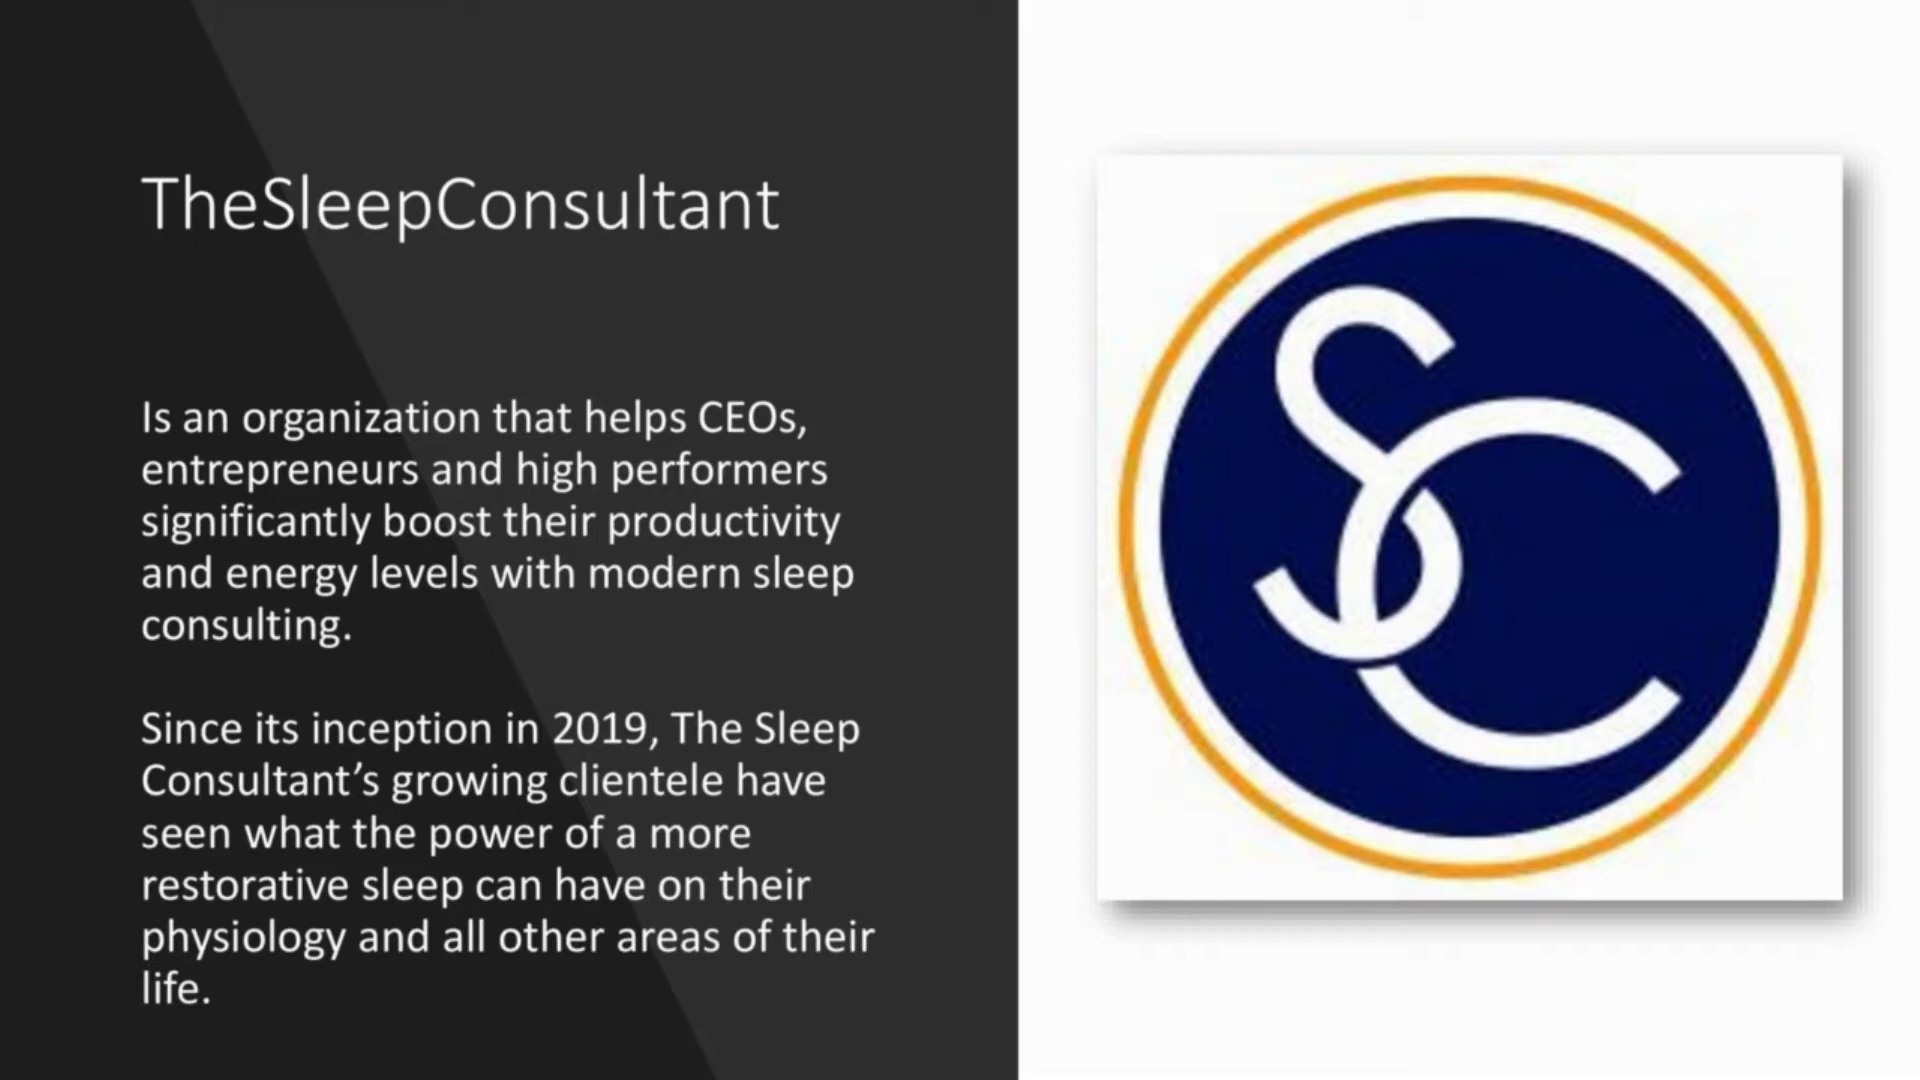 TheSleepConsultant
Is an organization that helps CEOs,
entrepreneurs and high performers
significantly boost their productivity
and energy levels with modern sleep
consulting.
Since its inception in 2019, The Sleep
Consultant’s growing clientele have
seen what the power of a more
restorative sleep can have on their
physiology and all other areas of their
life.
SC